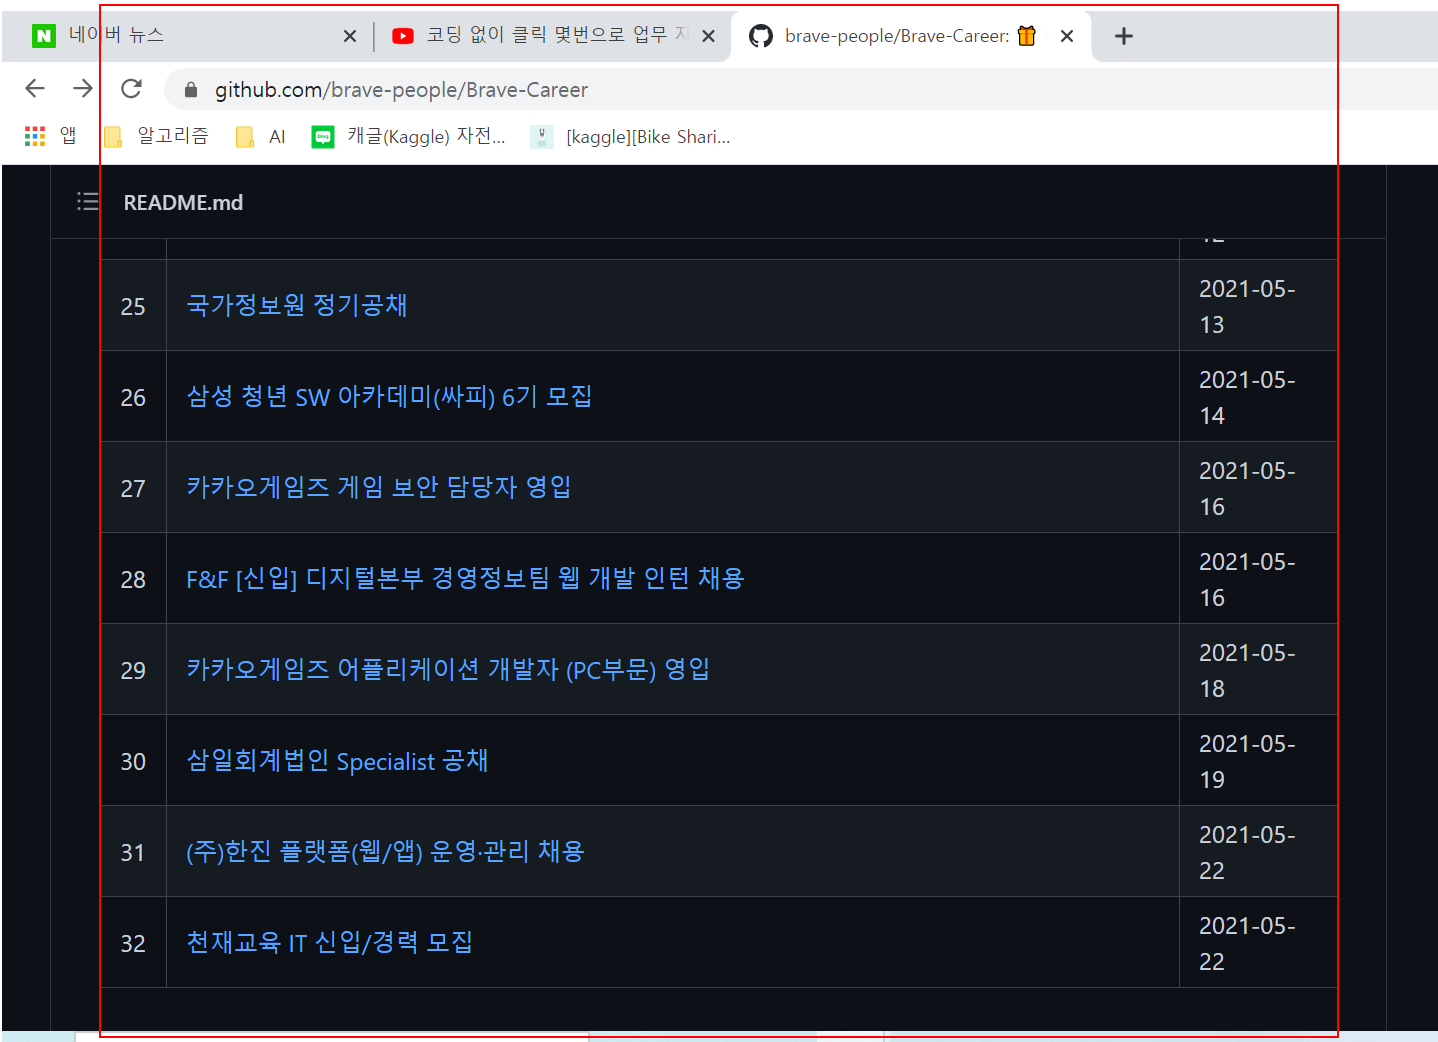 네이버 뉴스
코딩 없이 클릭 몇번으로 업무
brave-people/Brave-Career:
github.com/brave-people/Brave-Career
앱 알고리즘 AI 캐글(Kaggle) 자전... [kaggle][Bike Shari...
README.md
25 국가정보원 정기공채 2021-05-
13
26 삼성 청년 SW 아카데미(싸피) 6기 모집 2021-05-
14
27 카카오게임즈 게임 보안 담당자 영입 2021-05-
16
28 F&F [신입] 디지털본부 경영정보팀 웹 개발 인턴 채용 2021-05-
16
29 카카오게임즈 어플리케이션 개발자 (PC부문) 영입 2021-05-
18
30 삼일회계법인 Specialist 공채 2021-05-
19
31 (주)한진 플랫폼(웹/앱) 운영·관리 채용 2021-05-
22
32 천재교육 IT 신입/경력 모집 2021-05-
22